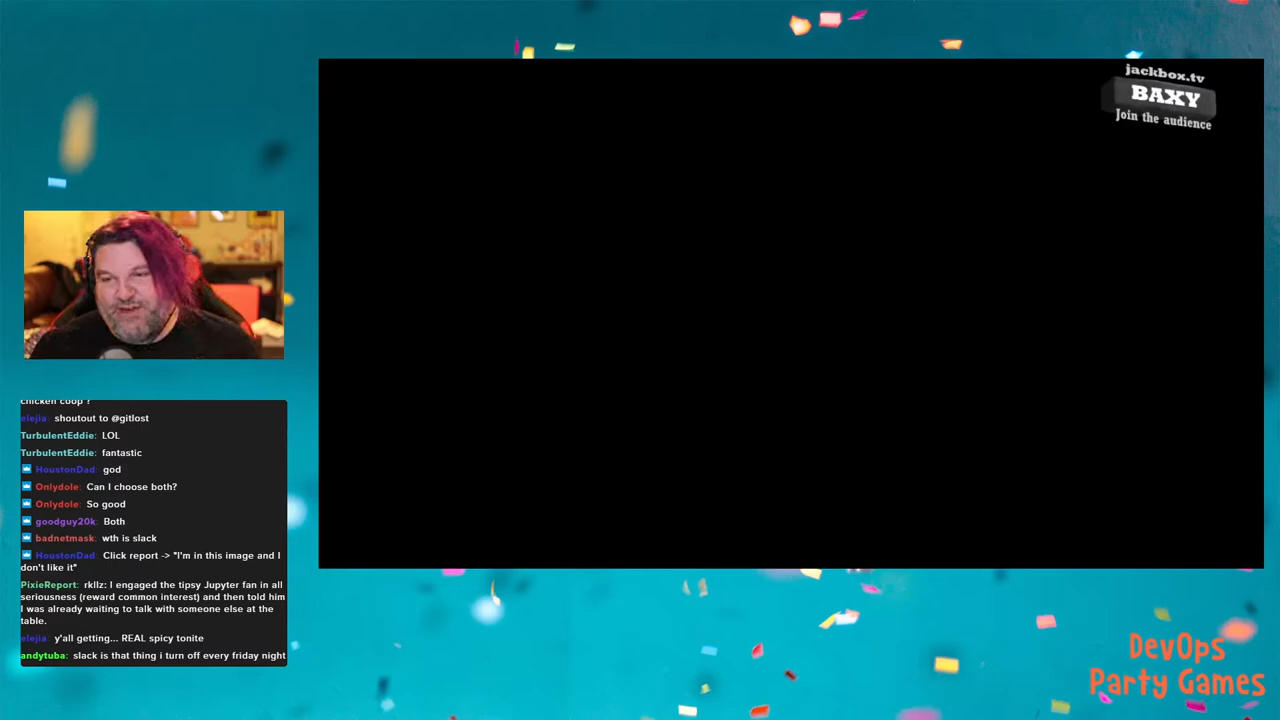 jackbox.tv
BAXY
Join the audience
chicken coop ?
elejia: shoutout to @gitlost
TurbulentEddie: LOL
TurbulentEddie: fantastic
HoustonDad: god
Onlydole: Can I choose both?
Onlydole: So good
goodguy20k: Both
badnetmask: wth is slack
HoustonDad: Click report -> "I'm in this image and I
don't like it"
PixieReport: rkllz: I engaged the tipsy Jupyter fan in all
seriousness (reward common interest) and then told him
I was already waiting to talk with someone else at the
table.
elejia: y'all getting... REAL spicy tonite
andytuba: slack is that thing i turn off every friday night
DevOps
Party Games